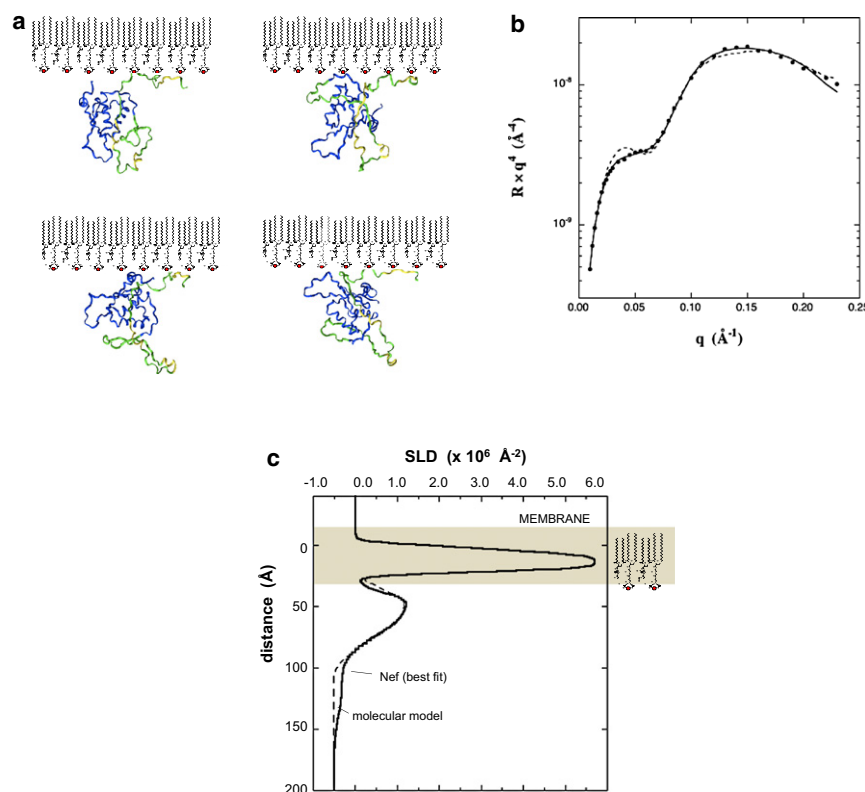 a
b
R × q⁴ (Å⁻⁴)
10⁻⁸
10⁻⁹
0.00 0.05 0.10 0.15 0.20 0.25
q (Å⁻¹)
c
SLD (x 10⁶ Å⁻²)
-1.0 0.0 1.0 2.0 3.0 4.0 5.0 6.0
MEMBRANE
distance (Å)
0
50
100
150
200
Nef (best fit)
molecular model